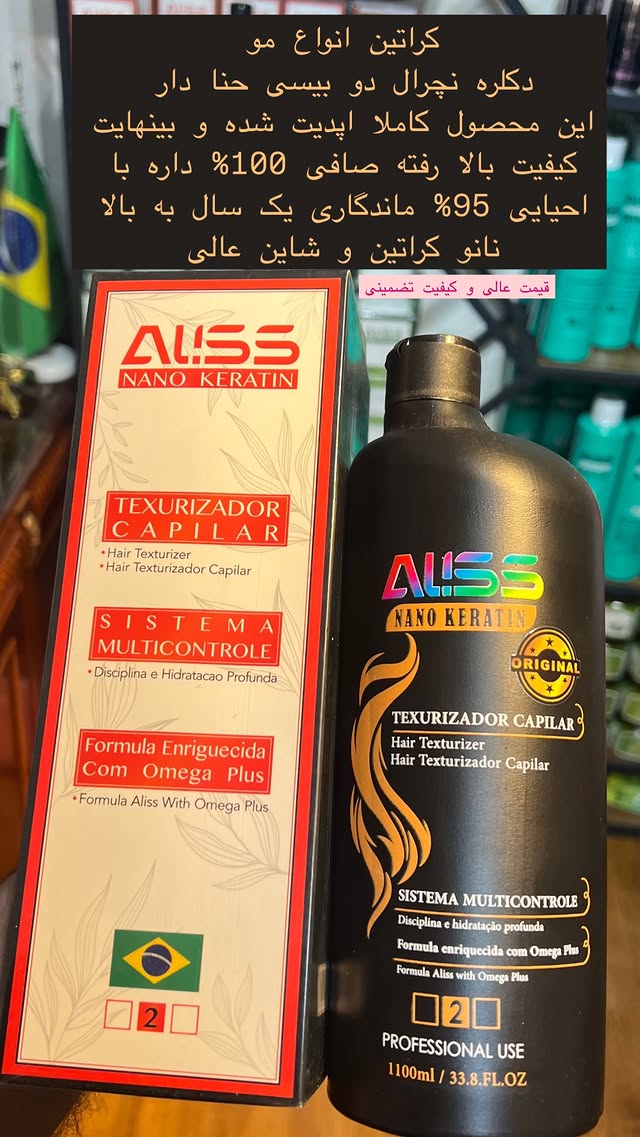 کراتین انواع مو
دکلره نچرال دو بیسی حنا دار
این محصول کاملا اپدیت شده و بینهایت
کیفیت بالا رفته صافی 100% داره با
احیایی 95% ماندگاری یک سال به بالا
نانو کراتین و شاین عالی
قیمت عالی و کیفیت تضمینی
ALISS
NANO KERATIN
TEXURIZADOR
CAPILAR
• Hair Texturizer
• Hair Texturizador Capilar
SISTEMA
MULTICONTROLE
• Disciplina e Hidratacao Profunda
Formula Enriguecida
Com Omega Plus
• Formula Aliss With Omega Plus
2
ALISS
NANO KERATIN
ORIGINAL
TEXURIZADOR CAPILAR
Hair Texturizer
Hair Texturizador Capilar
SISTEMA MULTICONTROLE
Disciplina e hidratação profunda
Formula enriquecida com Omega Plus
Formula Aliss with Omega Plus
2
PROFESSIONAL USE
1100ml / 33.8.FL.OZ